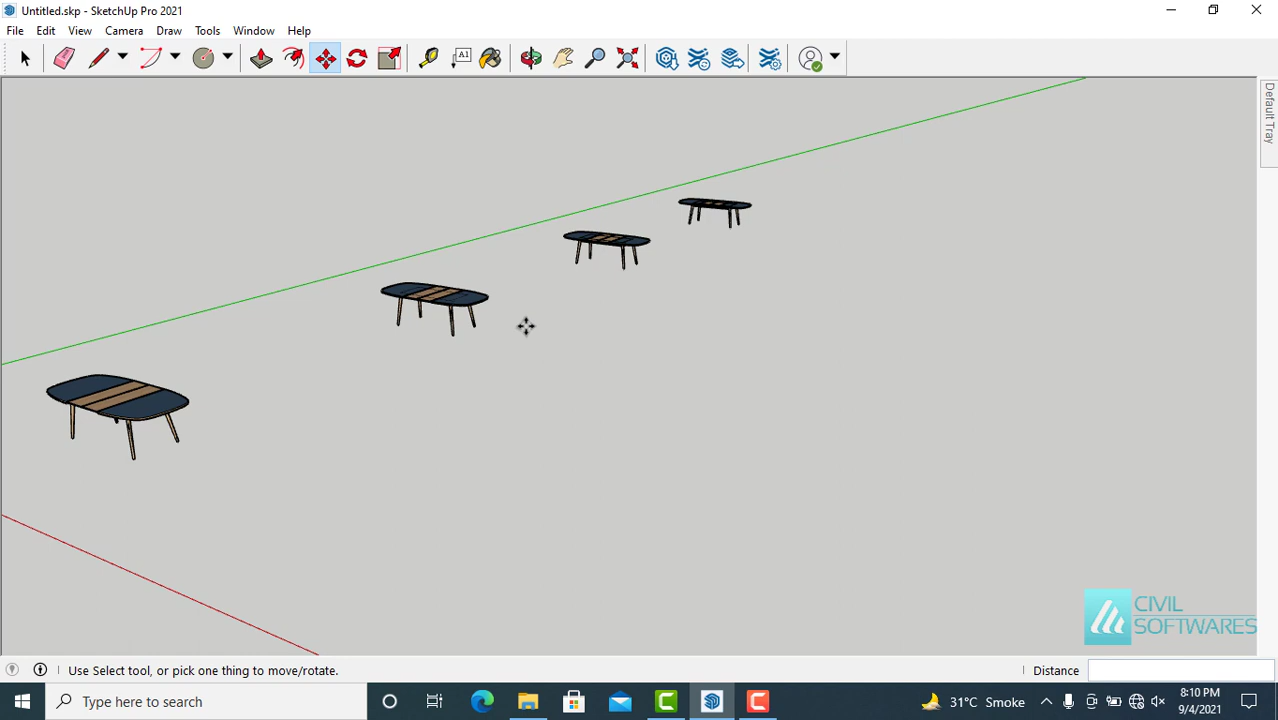 Untitled.skp - SketchUp Pro 2021
File Edit View Camera Draw Tools Window Help
A1
Default Tray
CIVIL
SOFTWARES
Use Select tool, or pick one thing to move/rotate.
Distance
Type here to search
31°C Smoke
8:10 PM
9/4/2021